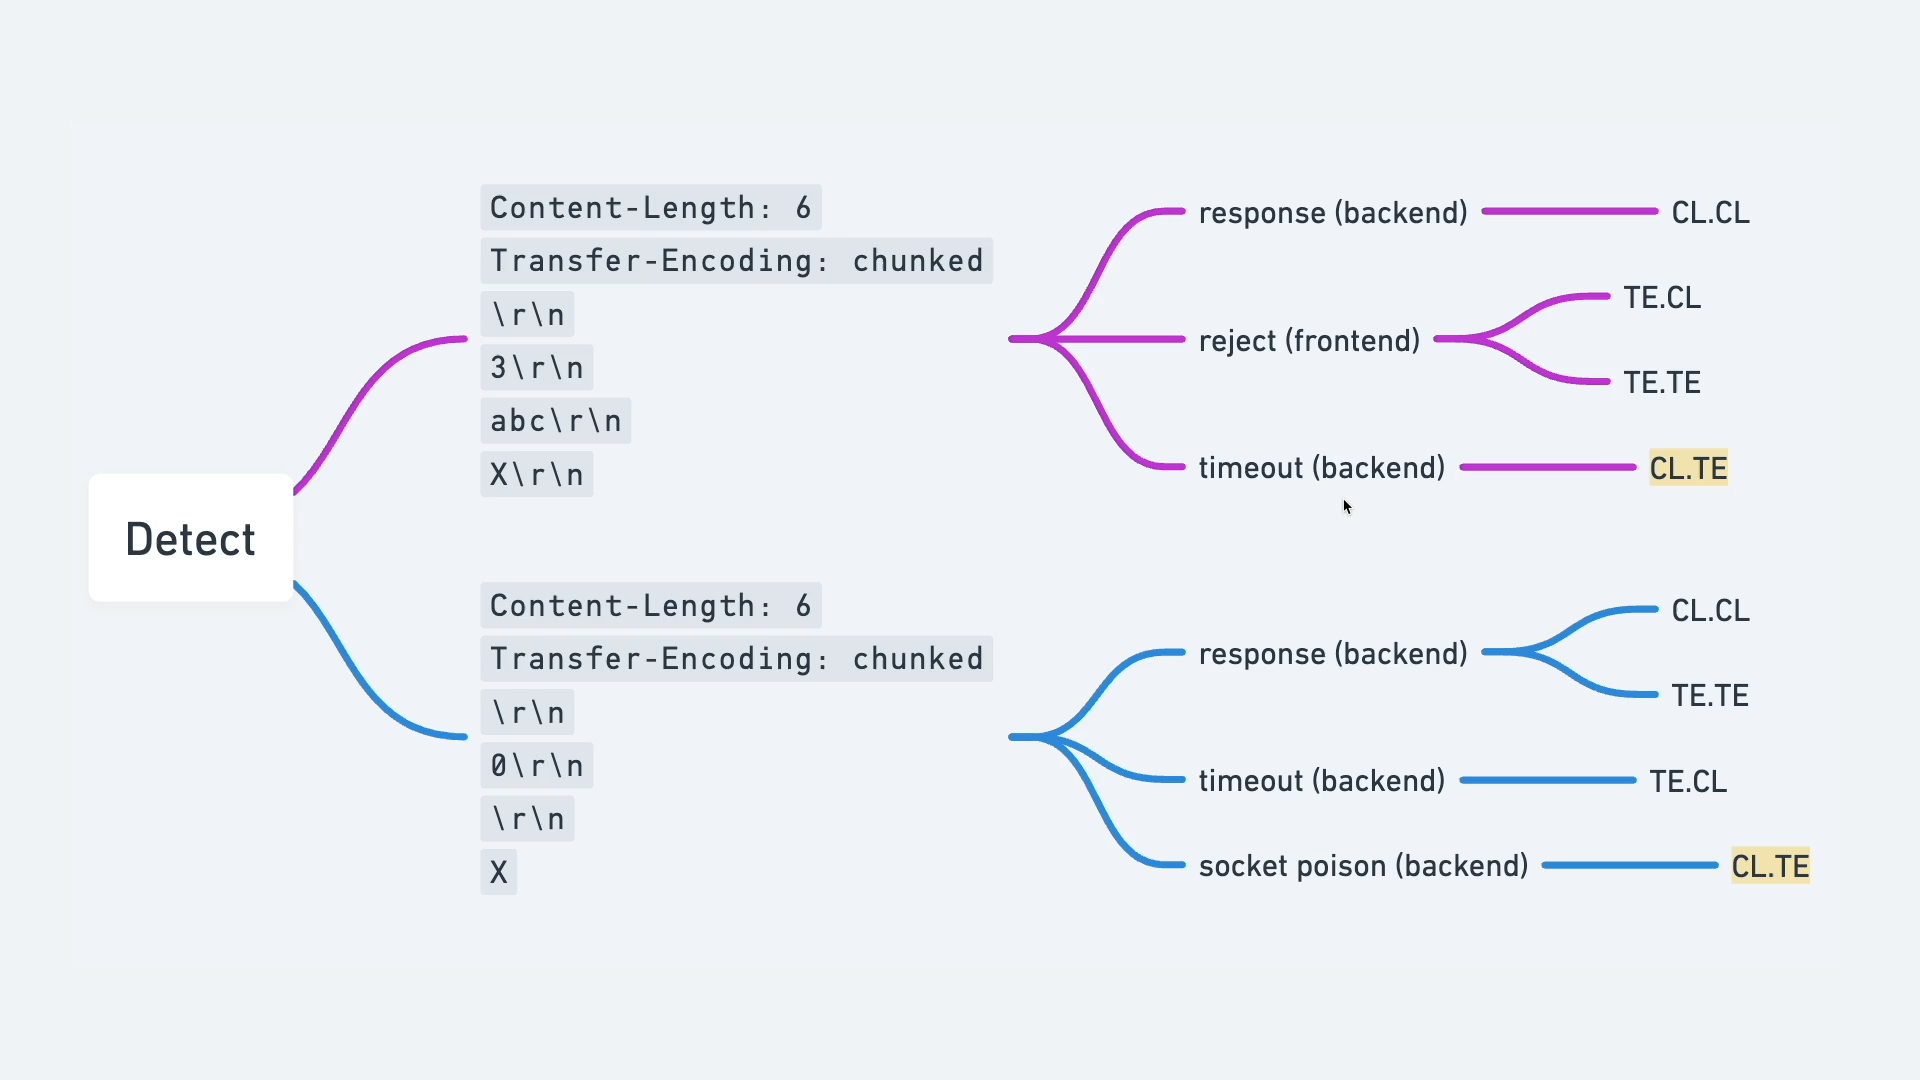 Detect
Content-Length: 6
Transfer-Encoding: chunked
\r\n
3\r\n
abc\r\n
X\r\n
response (backend)
CL.CL
reject (frontend)
TE.CL
TE.TE
timeout (backend)
CL.TE
Content-Length: 6
Transfer-Encoding: chunked
\r\n
0\r\n
\r\n
X
response (backend)
CL.CL
TE.TE
timeout (backend)
TE.CL
socket poison (backend)
CL.TE